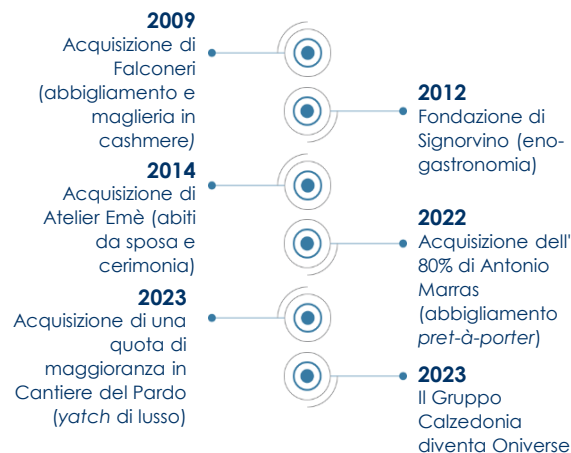 2009
Acquisizione di
Falconeri
(abbigliamento e
maglieria in
cashmere)
2012
Fondazione di
Signorvino (eno-
gastronomia)
2014
Acquisizione di
Atelier Emè (abiti
da sposa e
cerimonia)
2022
Acquisizione dell'
80% di Antonio
Marras
(abbigliamento
pret-à-porter)
2023
Acquisizione di una
quota di
maggioranza in
Cantiere del Pardo
(yatch di lusso)
2023
Il Gruppo
Calzedonia
diventa Oniverse